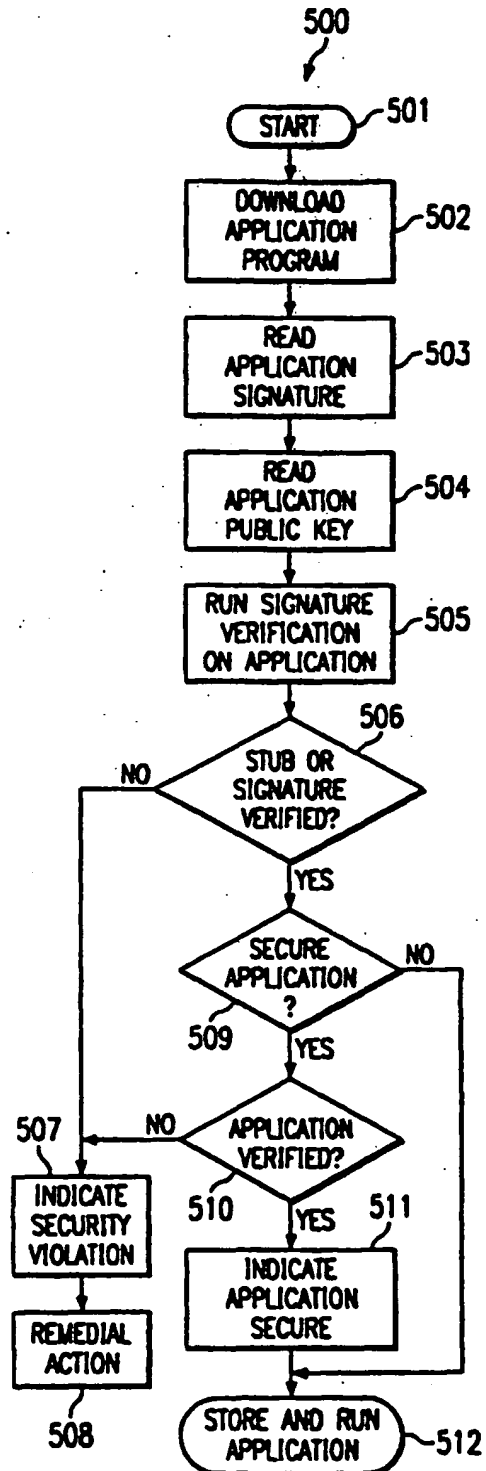 500
START
501
DOWNLOAD
APPLICATION
PROGRAM
502
READ
APPLICATION
SIGNATURE
503
READ
APPLICATION
PUBLIC KEY
504
RUN SIGNATURE
VERIFICATION
ON APPLICATION
505
506
STUB OR
SIGNATURE
VERIFIED?
NO
YES
SECURE
APPLICATION
?
509
NO
YES
APPLICATION
VERIFIED?
510
NO
YES
507
INDICATE
SECURITY
VIOLATION
511
INDICATE
APPLICATION
SECURE
REMEDIAL
ACTION
508
STORE AND RUN
APPLICATION
512